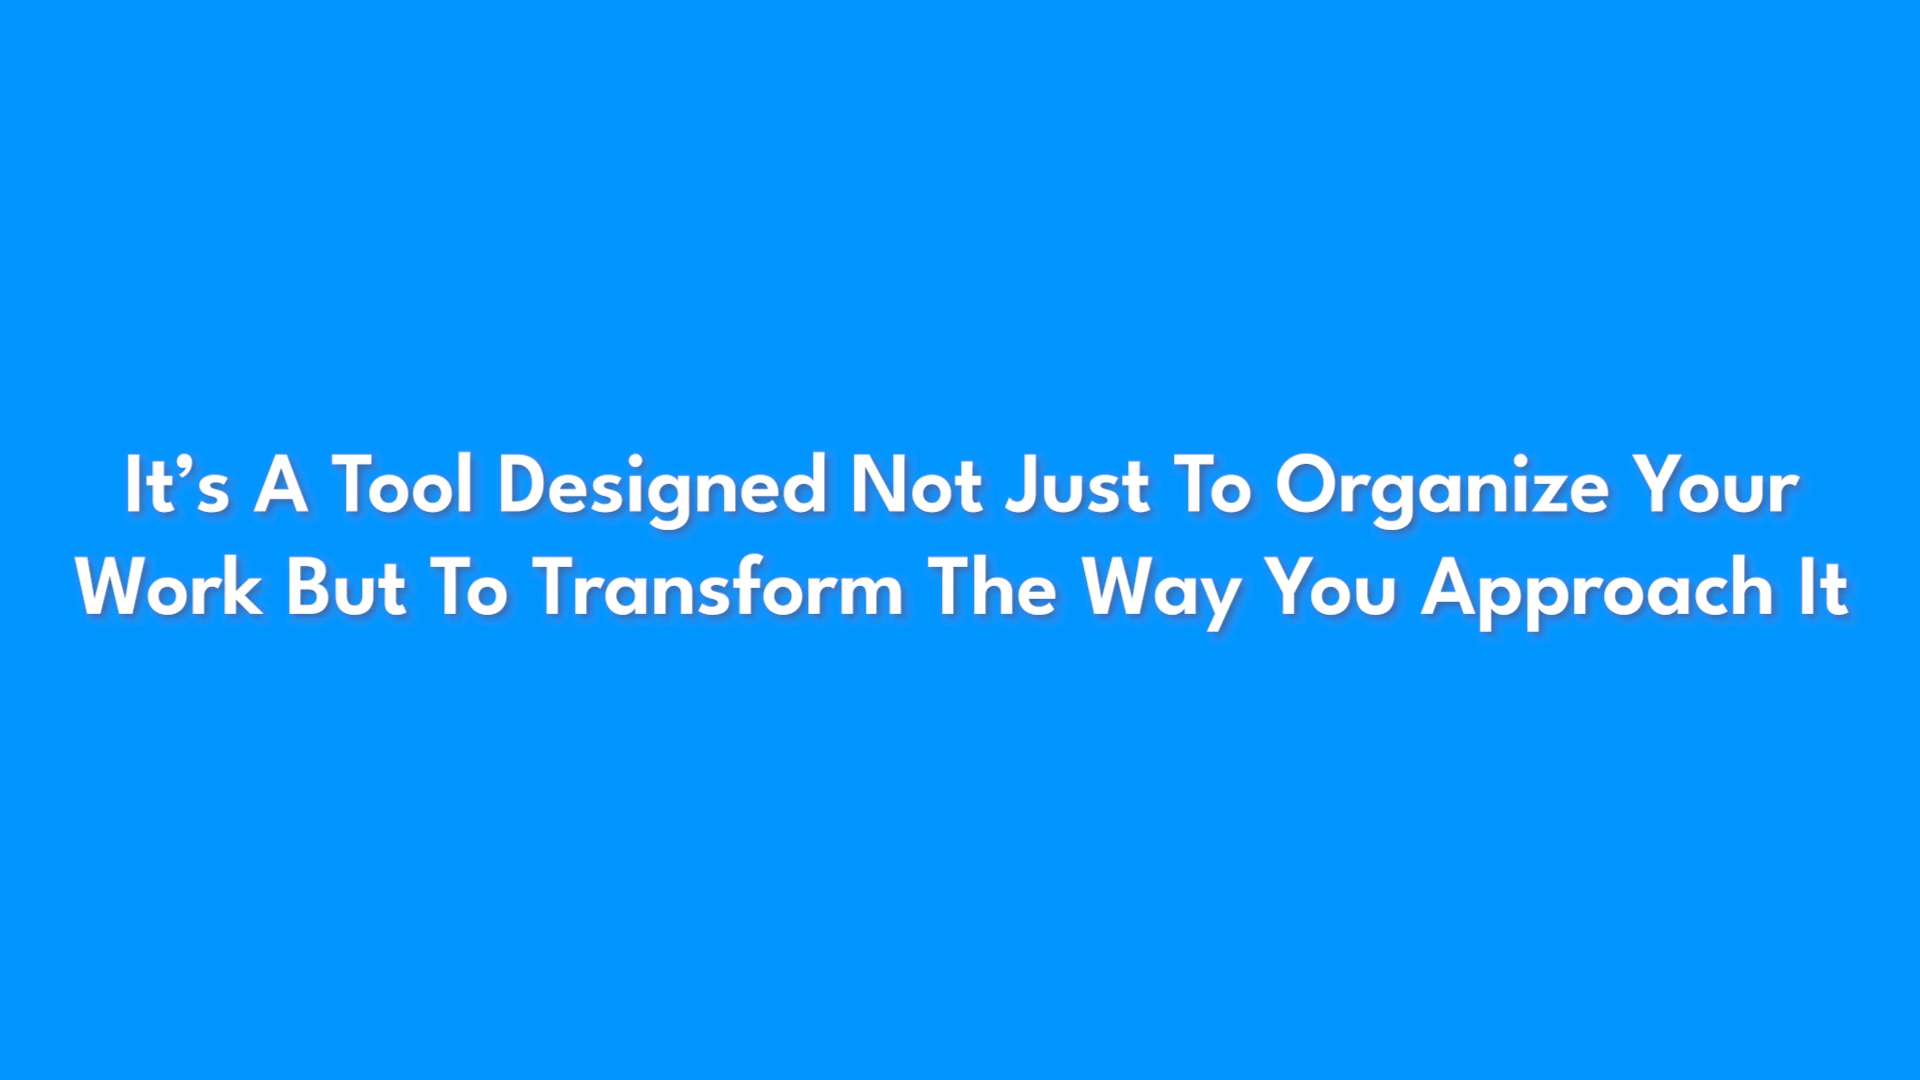 It’s A Tool Designed Not Just To Organize Your
Work But To Transform The Way You Approach It